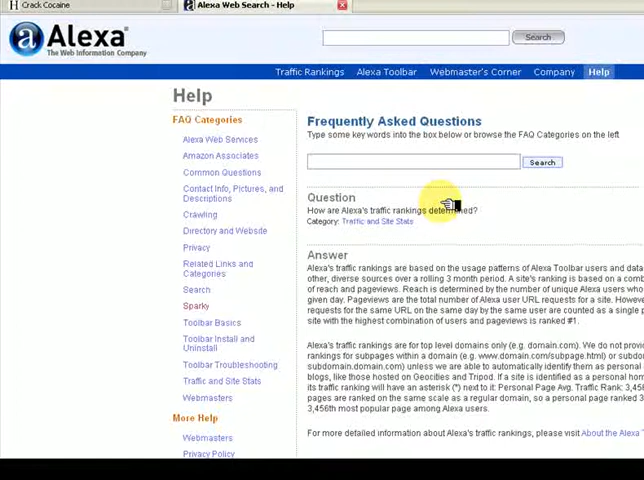 Crack Cocaine
Alexa Web Search - Help
Alexa
The Web Information Company
Search
Traffic Rankings Alexa Toolbar Webmaster's Corner Company Help
Help
FAQ Categories
Alexa Web Services
Amazon Associates
Common Questions
Contact Info, Pictures, and
Descriptions
Crawling
Directory and Website
Privacy
Related Links and
Categories
Search
Sparky
Toolbar Basics
Toolbar Install and
Uninstall
Toolbar Troubleshooting
Traffic and Site Stats
Webmasters
More Help
Webmasters
Privacy Policy
Frequently Asked Questions
Type some key words into the box below or browse the FAQ Categories on the left
Search
Question
How are Alexa's traffic rankings determined?
Category: Traffic and Site Stats
Answer
Alexa's traffic rankings are based on the usage patterns of Alexa Toolbar users and data
other, diverse sources over a rolling 3 month period. A site's ranking is based on a comb
of reach and pageviews. Reach is determined by the number of unique Alexa users who
given day. Pageviews are the total number of Alexa user URL requests for a site. Howeve
requests for the same URL on the same day by the same user are counted as a single p
site with the highest combination of users and pageviews is ranked #1.
Alexa's traffic rankings are for top level domains only (e.g. domain.com). We do not provi
rankings for subpages within a domain (e.g. www.domain.com/subpage.html) or subdo
subdomain.domain.com) unless we are able to automatically identify them as personal
blogs, like those hosted on Geocities and Tripod. If a site is identified as a personal hom
its traffic ranking will have an asterisk (*) next to it: Personal Page Avg. Traffic Rank: 3,45
pages are ranked on the same scale as a regular domain, so a personal page ranked 3
3,456th most popular page among Alexa users.
For more detailed information about Alexa's traffic rankings, please visit About the Alexa T